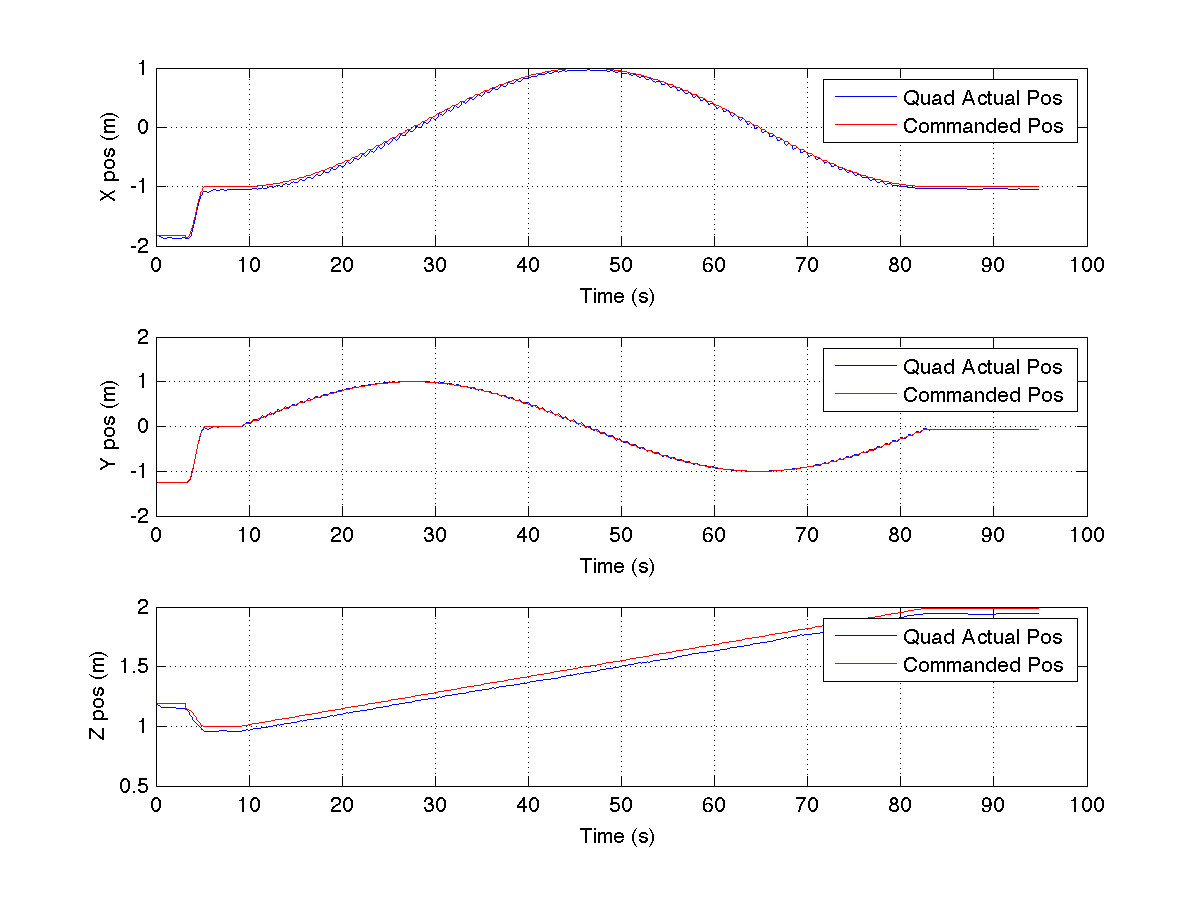 1
0
-1
-2
X pos (m)
Quad Actual Pos
Commanded Pos
0 10 20 30 40 50 60 70 80 90 100
Time (s)
2
1
0
-1
-2
Y pos (m)
Quad Actual Pos
Commanded Pos
0 10 20 30 40 50 60 70 80 90 100
Time (s)
2
1.5
1
0.5
Z pos (m)
Quad Actual Pos
Commanded Pos
0 10 20 30 40 50 60 70 80 90 100
Time (s)